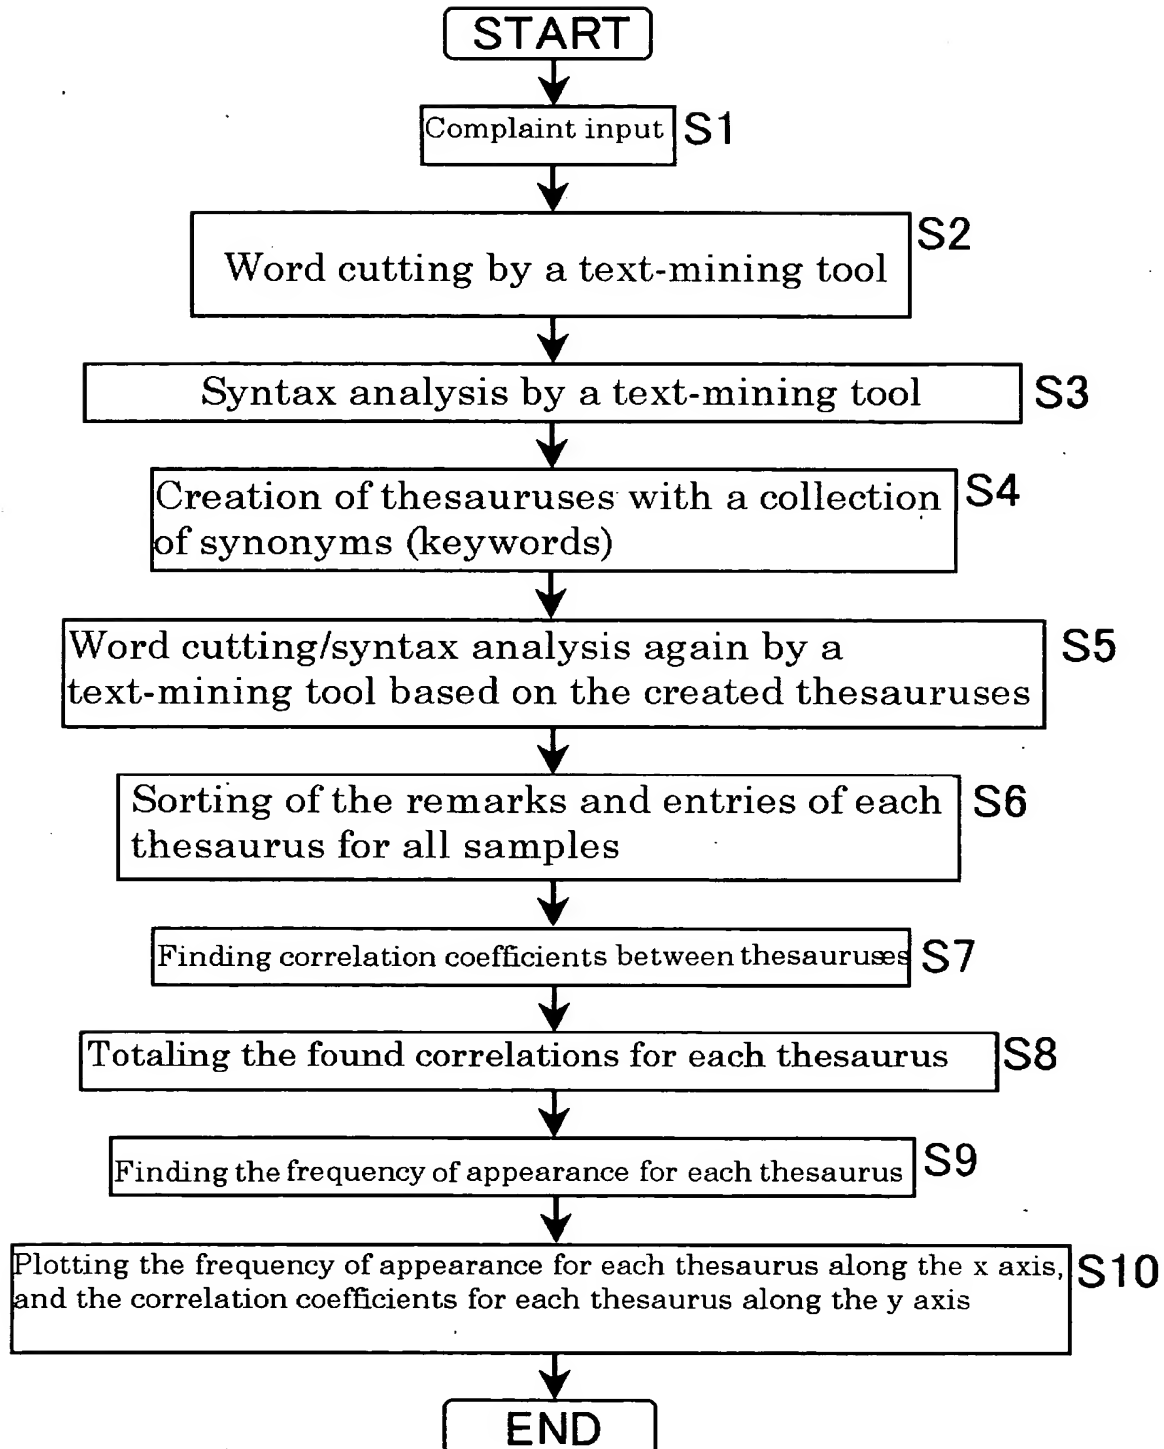 START
Complaint input S1
S2
Word cutting by a text-mining tool
Syntax analysis by a text-mining tool S3
Creation of thesauruses with a collection S4
of synonyms (keywords)
Word cutting/syntax analysis again by a S5
text-mining tool based on the created thesauruses
Sorting of the remarks and entries of each S6
thesaurus for all samples
Finding correlation coefficients between thesauruses S7
Totaling the found correlations for each thesaurus S8
Finding the frequency of appearance for each thesaurus S9
Plotting the frequency of appearance for each thesaurus along the x axis, S10
and the correlation coefficients for each thesaurus along the y axis
END